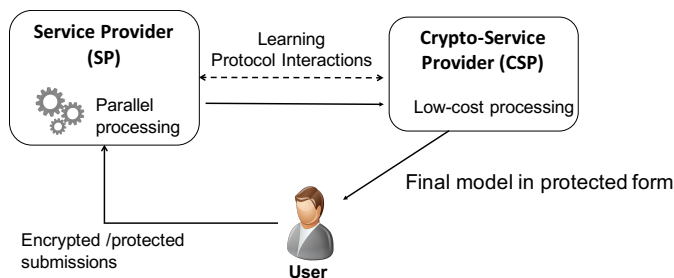 Service Provider
(SP)
Parallel
processing
Learning
Protocol Interactions
Crypto-Service
Provider (CSP)
Low-cost processing
Final model in protected form
Encrypted /protected
submissions
User